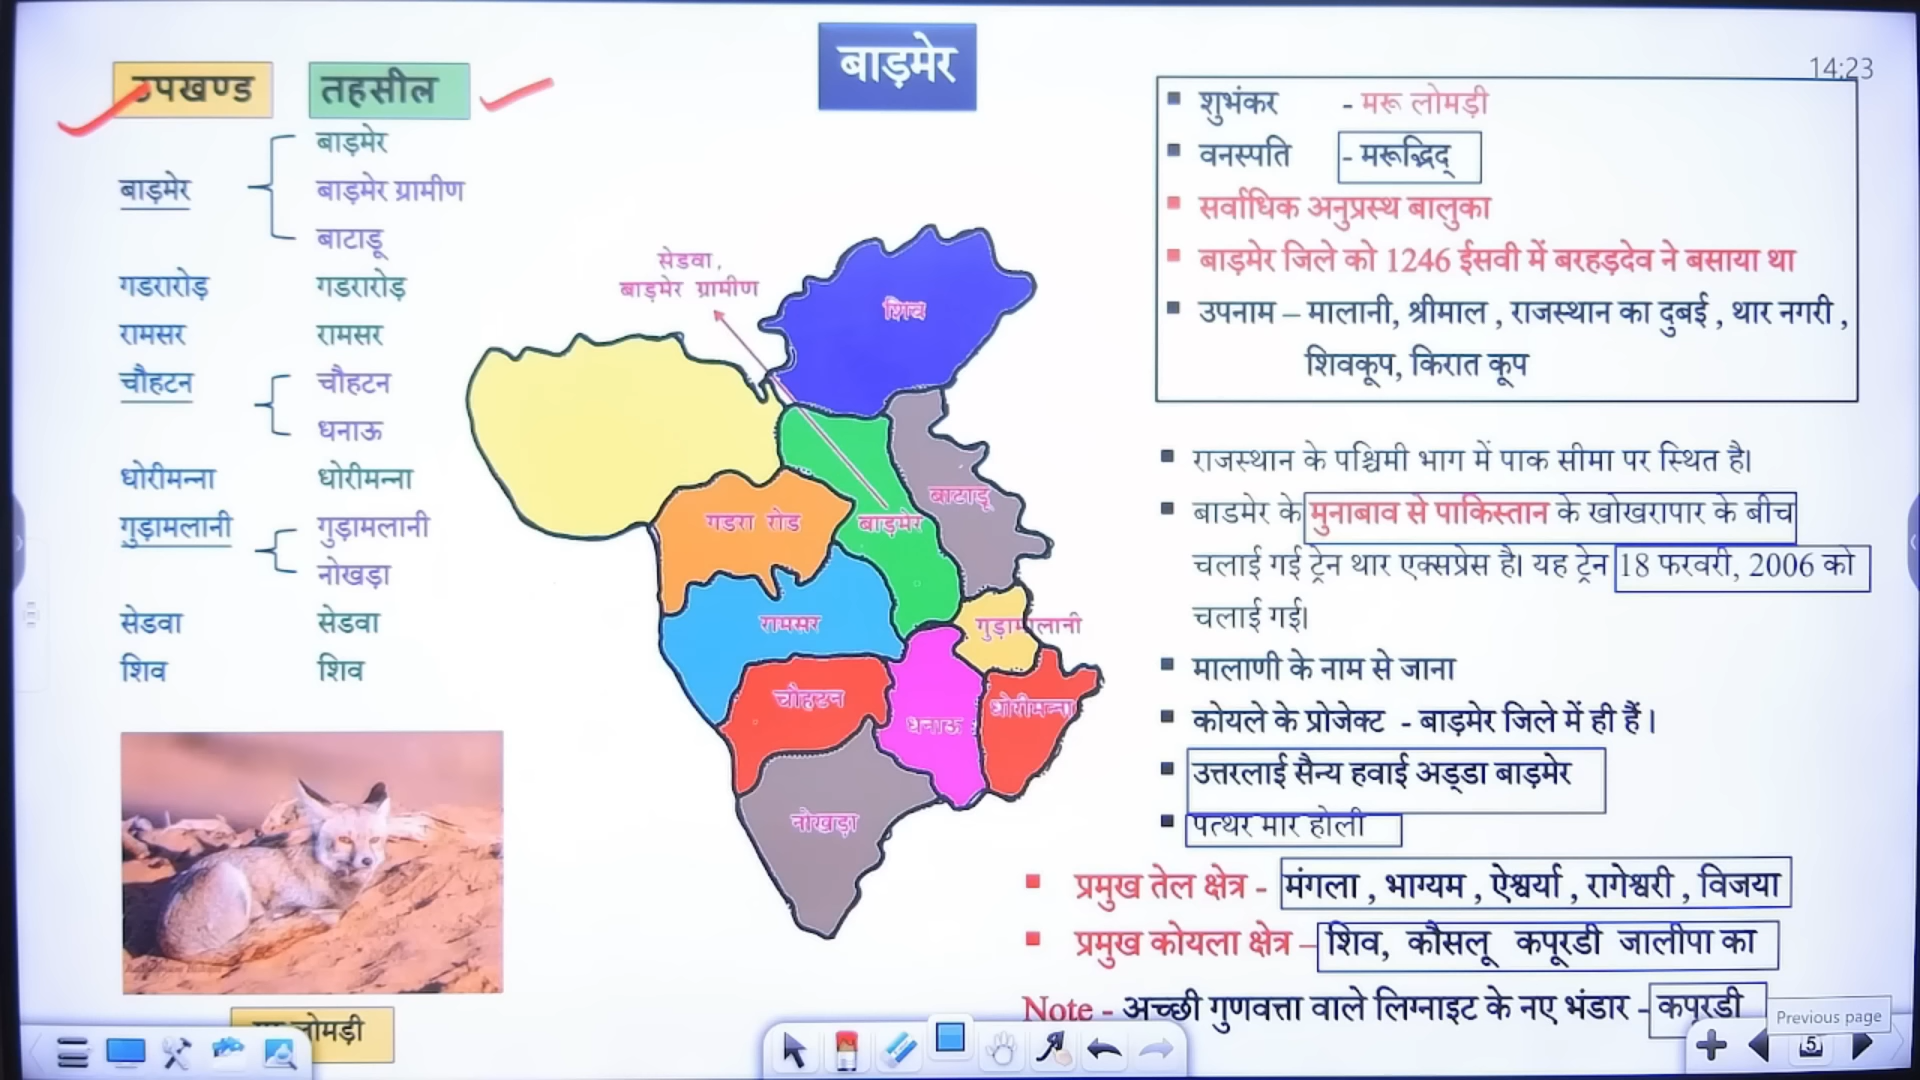 बाड़मेर
14:23
उपखण्ड तहसील
बाड़मेर
बाड़मेर
बाड़मेर ग्रामीण
बाटाडू
गडरारोड़ गडरारोड़
रामसर रामसर
चौहटन
चौहटन
धनाऊ
धोरीमन्ना धोरीमन्ना
गुड़ामलानी
गुड़ामलानी
नोखड़ा
सेडवा सेडवा
शिव शिव
लोमड़ी
सेडवा,
बाड़मेर ग्रामीण
शिव
बाटाडू
गडरा रोड
बाड़मेर
रामसर
गुड़ामलानी
चौहटन
धनाऊ
धोरीमन्ना
नोखड़ा
▪ शुभंकर - मरू लोमड़ी
▪ वनस्पति - मरूद्भिद्
▪ सर्वाधिक अनुप्रस्थ बालुका
▪ बाड़मेर जिले को 1246 ईसवी में बरहड़देव ने बसाया था
▪ उपनाम – मालानी, श्रीमाल , राजस्थान का दुबई , थार नगरी ,
शिवकूप, किरात कूप
▪ राजस्थान के पश्चिमी भाग में पाक सीमा पर स्थित है।
▪ बाडमेर के मुनाबाव से पाकिस्तान के खोखरापार के बीच
चलाई गई ट्रेन थार एक्सप्रेस है। यह ट्रेन 18 फरवरी, 2006 को
चलाई गई।
▪ मालाणी के नाम से जाना
▪ कोयले के प्रोजेक्ट - बाड़मेर जिले में ही हैं।
▪ उत्तरलाई सैन्य हवाई अड्डा बाड़मेर
▪ पत्थर मार होली
▪ प्रमुख तेल क्षेत्र - मंगला , भाग्यम , ऐश्वर्या , रागेश्वरी , विजया
▪ प्रमुख कोयला क्षेत्र – शिव, कौसलू कपूरडी जालीपा का
Note - अच्छी गुणवत्ता वाले लिग्नाइट के नए भंडार - कपूरडी
Previous page
5